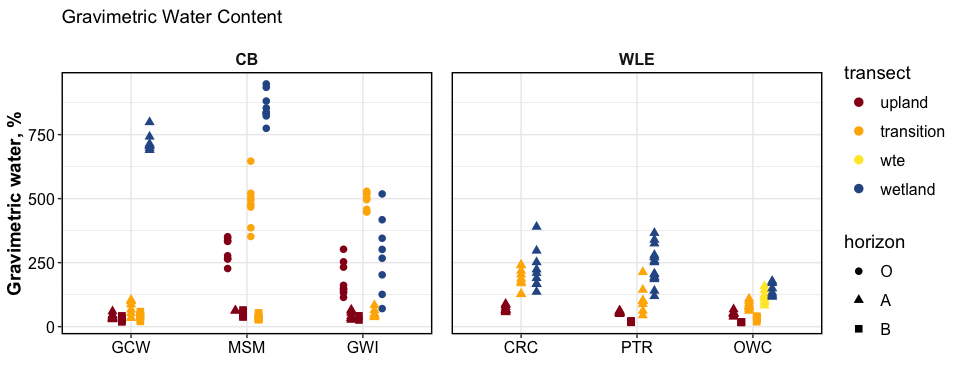 Gravimetric Water Content
CB
WLE
Gravimetric water, %
750
500
250
0
GCW
MSM
GWI
CRC
PTR
OWC
transect
upland
transition
wte
wetland
horizon
O
A
B